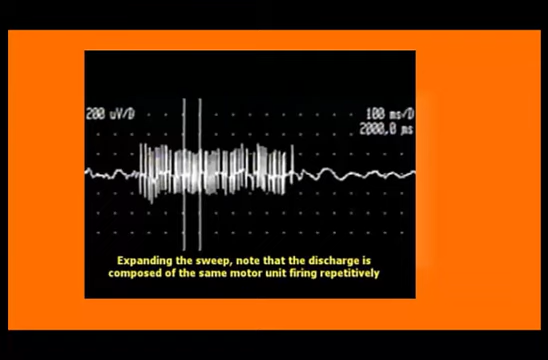 200 uV/D
100 ms/D
2000.0 ms
Expanding the sweep, note that the discharge is
composed of the same motor unit firing repetitively